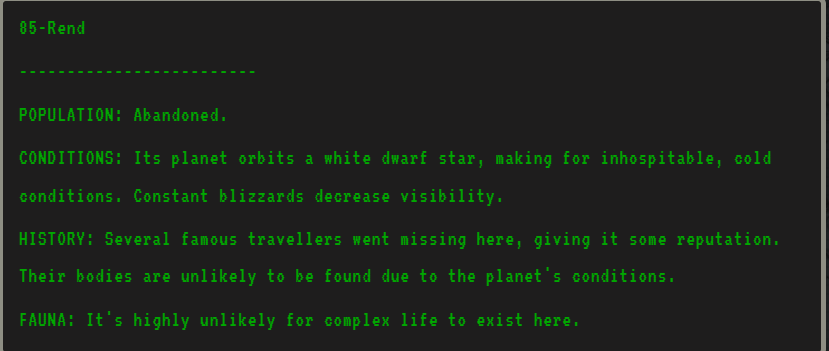 85-Rend
-------------------------
POPULATION: Abandoned.
CONDITIONS: Its planet orbits a white dwarf star, making for inhospitable, cold
conditions. Constant blizzards decrease visibility.
HISTORY: Several famous travellers went missing here, giving it some reputation.
Their bodies are unlikely to be found due to the planet's conditions.
FAUNA: It's highly unlikely for complex life to exist here.